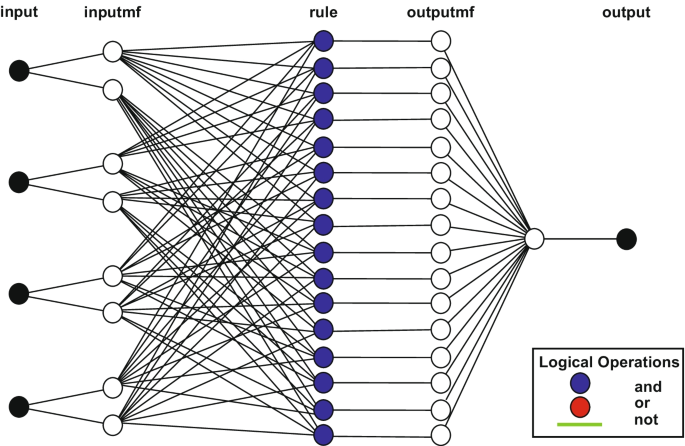 input inputmf rule outputmf output
Logical Operations
and
or
not